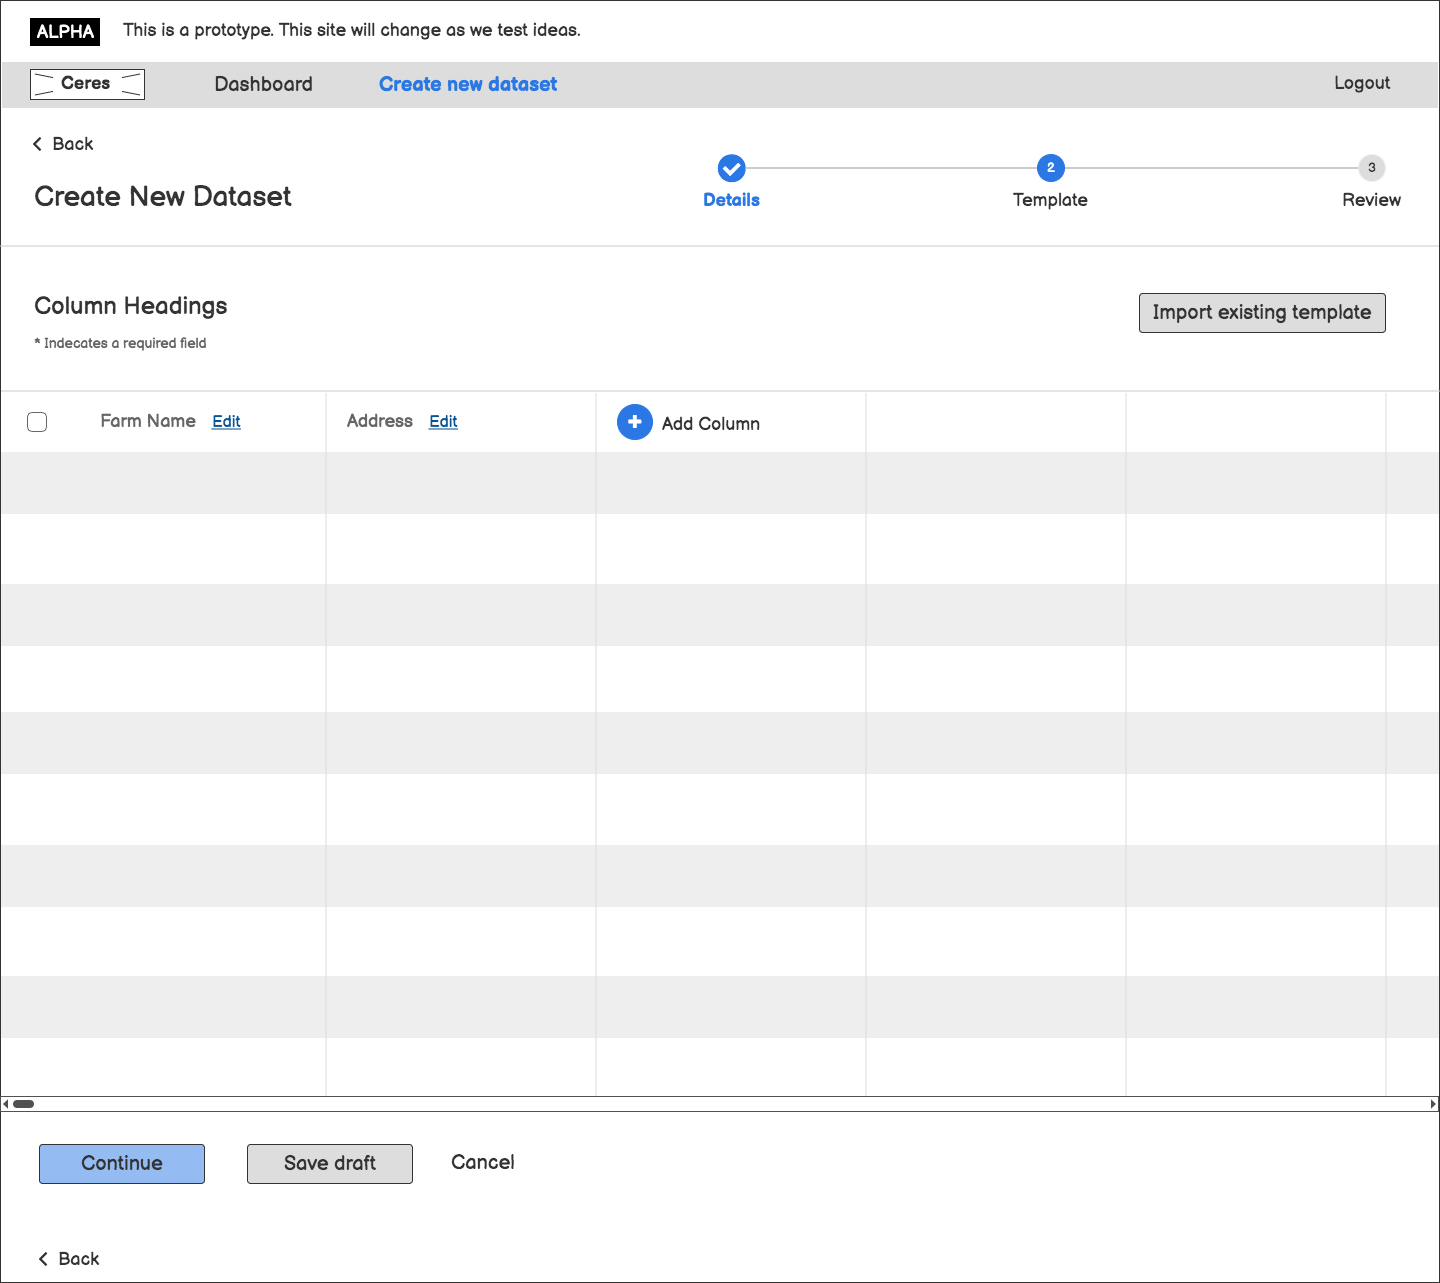 ALPHA This is a prototype. This site will change as we test ideas.
Ceres Dashboard Create new dataset Logout
Back
Create New Dataset
2 3
Details Template Review
Column Headings
Import existing template
* Indecates a required field
Farm Name Edit Address Edit Add Column
Continue Save draft Cancel
Back